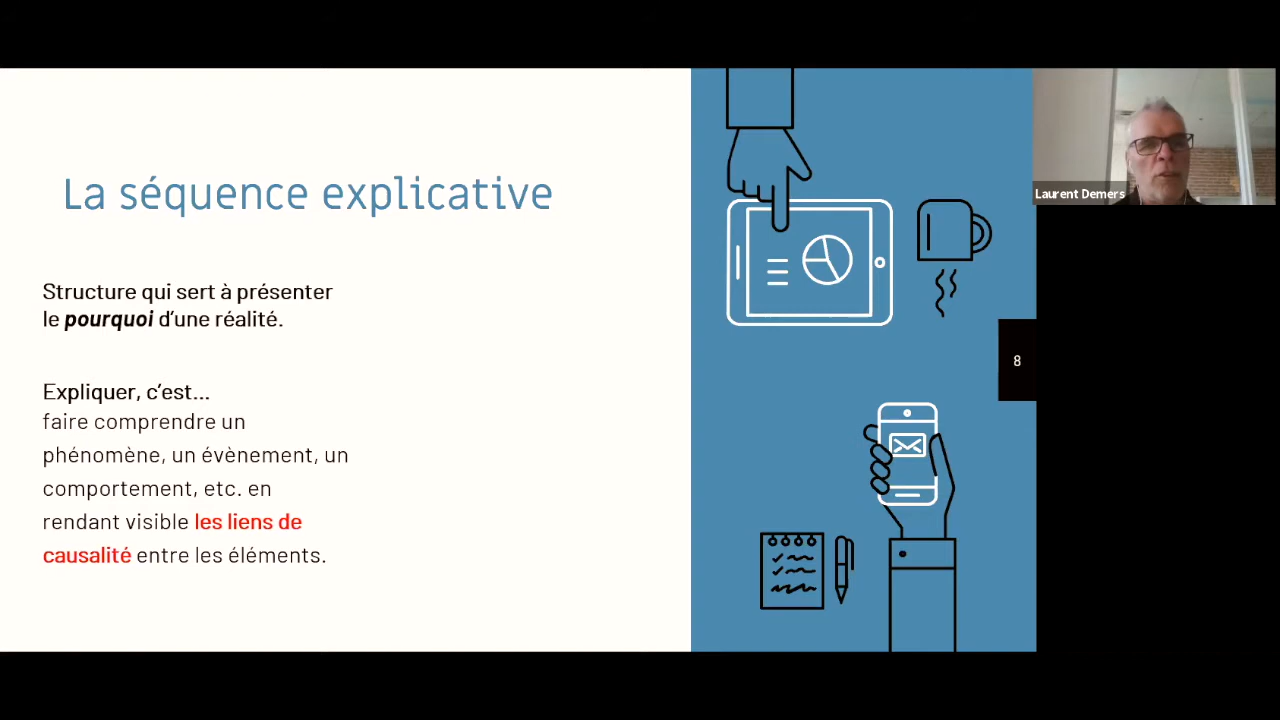 La séquence explicative
Structure qui sert à présenter
le pourquoi d'une réalité.
Expliquer, c'est...
faire comprendre un
phénomène, un évènement, un
comportement, etc. en
rendant visible les liens de
causalité entre les éléments.
8
Laurent Demers